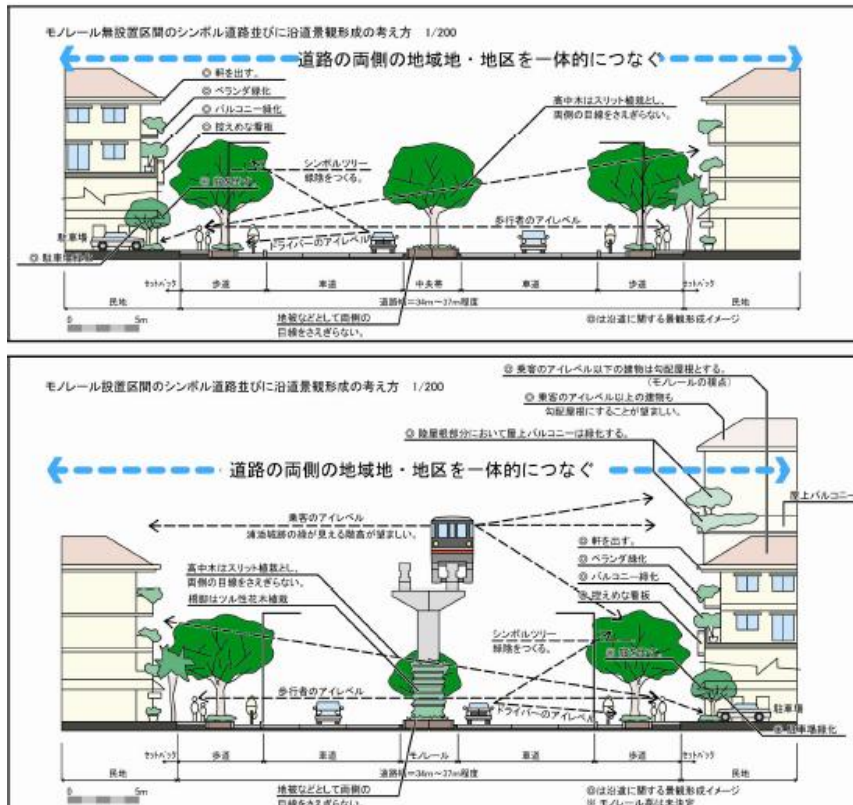 モノレール無設置区間のシンボル道路並びに沿道景観形成の考え方 1/200
道路の両側の地域地・地区を一体的につなぐ
◎軒を出す。
◎ベランダ緑化
◎バルコニー緑化
◎控えめな看板
高中木はスリット植栽とし、
両側の目線をさえぎらない。
シンボルツリー
緑陰をつくる。
歩行者のアイレベル
ドライバーのアイレベル
駐車場
◎駐車場緑化
セットバック
歩道
車道
中央帯
車道
歩道
セットバック
民地
道路幅=34m~37m程度
民地
0 5m
地被などとして両側の
目線をさえぎらない。
◎は沿道に関する景観形成イメージ
モノレール設置区間のシンボル道路並びに沿道景観形成の考え方 1/200
◎乗客のアイレベル以下の建物は勾配屋根とする。
(モノレールの視点)
◎乗客のアイレベル以上の建物も
勾配屋根にすることが望ましい。
◎陸屋根部分において屋上バルコニーは緑化する。
道路の両側の地域地・地区を一体的につなぐ
屋上バルコニー
乗客のアイレベル
浦添城跡の緑が見える階高が望ましい。
◎軒を出す。
◎ベランダ緑化
◎バルコニー緑化
◎控えめな看板
高中木はスリット植栽とし、
両側の目線をさえぎらない。
橋脚はツル性花木植栽
シンボルツリー
緑陰をつくる。
歩行者のアイレベル
ドライバーのアイレベル
駐車場
◎駐車場緑化
セットバック
歩道
車道
モノレール
車道
歩道
セットバック
民地
道路幅=34m~37m程度
民地
0 5m
地被などとして両側の
目線をさえぎらない。
◎は沿道に関する景観形成イメージ
※ モノレール高は未決定